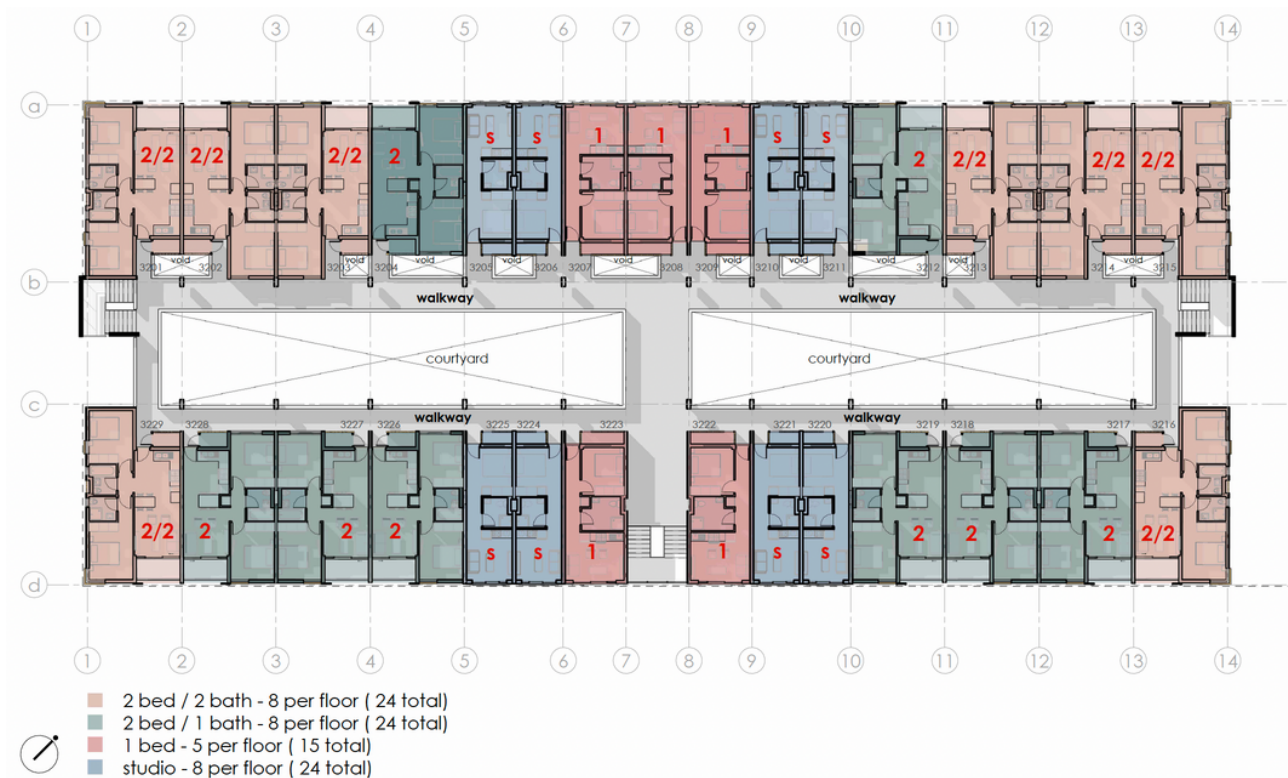 1 2 3 4 5 6 7 8 9 10 11 12 13 14
a
2/2 2/2 2/2 2 s s 1 1 1 s s 2 2/2 2/2 2/2
void void void void void void void void void void
3201 3202 3203 3204 3205 3206 3207 3208 3209 3210 3211 3212 3213 3214 3215
b
walkway walkway
courtyard courtyard
c
walkway walkway
3229 3228 3227 3226 3225 3224 3223 3222 3221 3220 3219 3218 3217 3216
2/2 2 2 2 s s 1 1 s s 2 2 2 2/2
d
1 2 3 4 5 6 7 8 9 10 11 12 13 14
2 bed / 2 bath - 8 per floor ( 24 total)
2 bed / 1 bath - 8 per floor ( 24 total)
1 bed - 5 per floor ( 15 total)
studio - 8 per floor ( 24 total)